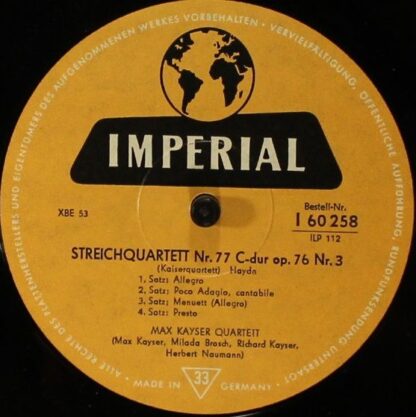 ALLE RECHTE DES PLATTENHERSTELLERS UND EIGENTÜMERS DES AUFGENOMMENEN WERKES VORBEHALTEN · VERVIELFÄLTIGUNG, ÖFFENTLICHE AUFFÜHRUNG, RUNDFUNKSENDUNG UNTERSAGT
IMPERIAL
XBE 53
Bestell-Nr.
I 60 258
ILP 112
STREICHQUARTETT Nr. 77 C-dur op. 76 Nr. 3
(Kaiserquartett) Haydn
1. Satz: Allegro
2. Satz: Poco Adagio, cantabile
3. Satz: Menuett (Allegro)
4. Satz: Presto
MAX KAYSER QUARTETT
(Max Kayser, Milada Brosch, Richard Kayser,
Herbert Naumann)
MADE IN 33 GERMANY